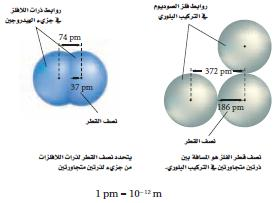 روابط فلز الصوديوم
في التركيب البلوري
372 pm
186 pm
نصف القطر
نصف قطر الفلز هو المسافة بين
ذرتين متجاورتين في التركيب البلوري.
روابط ذرات اللافلز
في جزيء الهيدروجين
74 pm
37 pm
نصف القطر
يتحدد نصف القطر لذرات اللافلزات
من جزيء لذرتين متجاورتين
1 pm = 10⁻¹² m